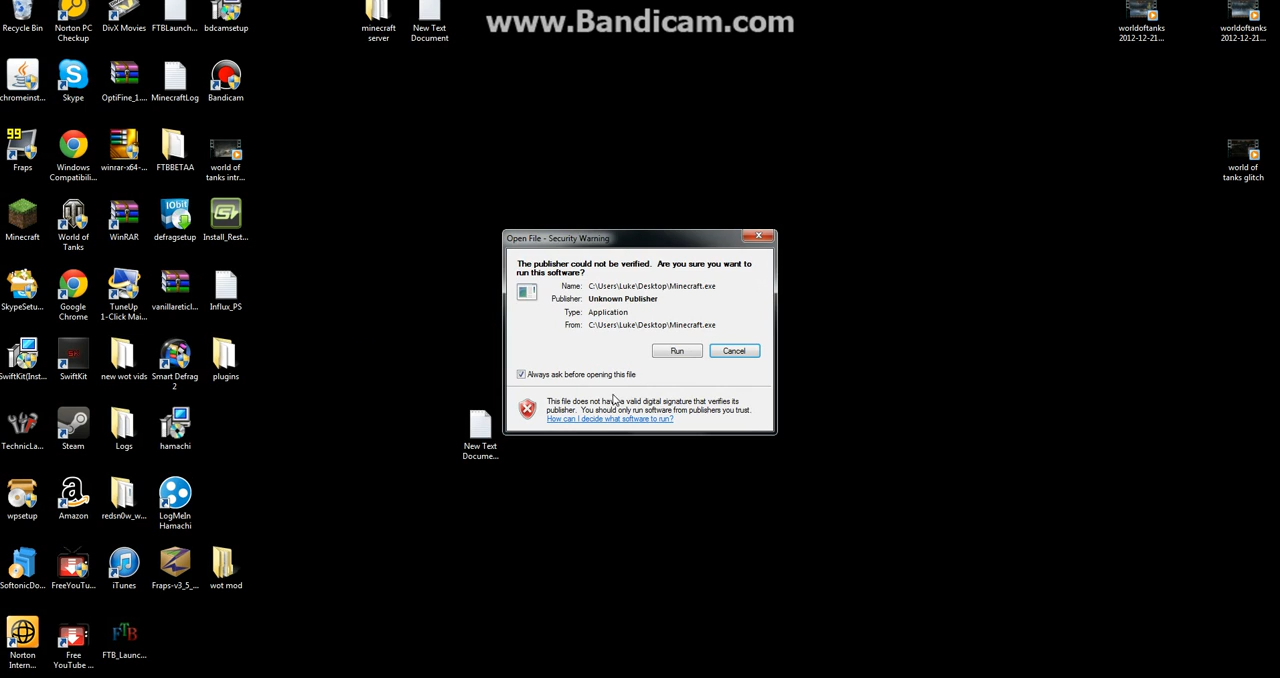 www.Bandicam.com
Recycle Bin
Norton PC
Checkup
DivX Movies
FTBLaunch...
bdcamsetup
minecraft
server
New Text
Document
worldoftanks
2012-12-21...
worldoftanks
2012-12-21...
chromeinst...
Skype
OptiFine_1....
MinecraftLog
Bandicam
99
Fraps
Windows
Compatibili...
winrar-x64-...
FTBBETAA
world of
tanks intr...
world of
tanks glitch
Minecraft
World of
Tanks
WinRAR
IObit
defragsetup
Install_Rest...
SkypeSetu...
Google
Chrome
TuneUp
1-Click Mai...
vanillareticl...
Influx_PS
SwiftKit(Inst...
SwiftKit
new wot vids
Smart Defrag
2
plugins
TechnicLa...
Steam
Logs
hamachi
New Text
Docume...
wpsetup
Amazon
redsn0w_w...
LogMeIn
Hamachi
SoftonicDo...
FreeYouTu...
iTunes
Fraps-v3_5_...
wot mod
Norton
Intern...
Free
YouTube ...
FTB
FTB_Launc...
Open File - Security Warning
The publisher could not be verified. Are you sure you want to
run this software?
Name: C:\Users\Luke\Desktop\Minecraft.exe
Publisher: Unknown Publisher
Type: Application
From: C:\Users\Luke\Desktop\Minecraft.exe
Run
Cancel
Always ask before opening this file
This file does not have a valid digital signature that verifies its
publisher. You should only run software from publishers you trust.
How can I decide what software to run?